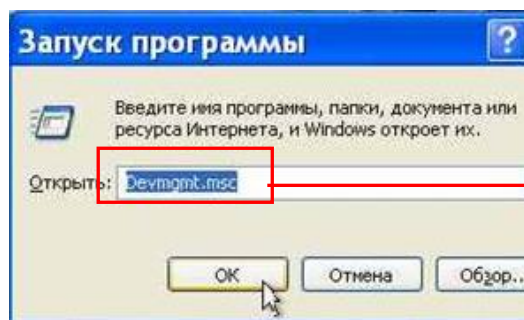 Запуск программы
?
Введите имя программы, папки, документа или
ресурса Интернета, и Windows откроет их.
Открыть: Devmgmt.msc
OK Отмена Обзор..